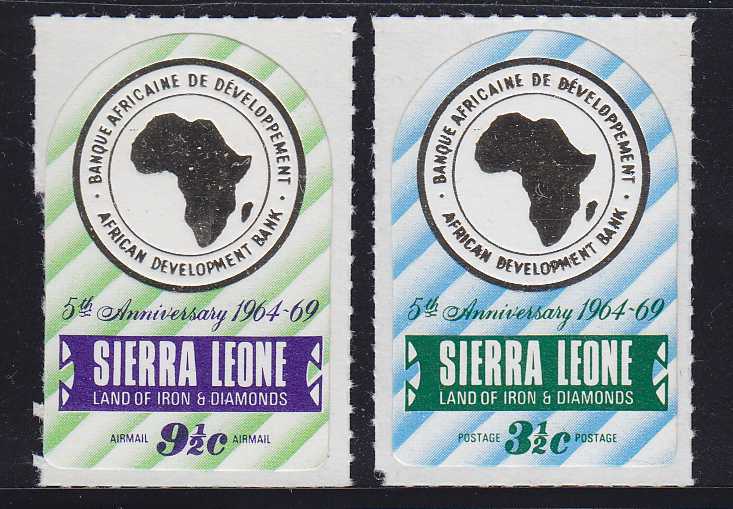 · BANQUE AFRICAINE DE DÉVELOPPEMENT ·
AFRICAN DEVELOPMENT BANK
5th Anniversary 1964-69
SIERRA LEONE
LAND OF IRON & DIAMONDS
AIRMAIL 9½c AIRMAIL
· BANQUE AFRICAINE DE DÉVELOPPEMENT ·
AFRICAN DEVELOPMENT BANK
5th Anniversary 1964-69
SIERRA LEONE
LAND OF IRON & DIAMONDS
POSTAGE 3½c POSTAGE